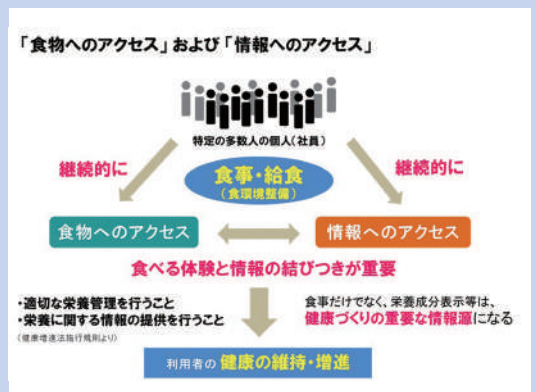 「食物へのアクセス」および「情報へのアクセス」
特定の多数人の個人（社員）
継続的に
継続的に
食事・給食
（食環境整備）
食物へのアクセス
情報へのアクセス
食べる体験と情報の結びつきが重要
・適切な栄養管理を行うこと
・栄養に関する情報の提供を行うこと
（健康増進法施行規則より）
食事だけでなく、栄養成分表示等は、
健康づくりの重要な情報源になる
利用者の 健康の維持・増進